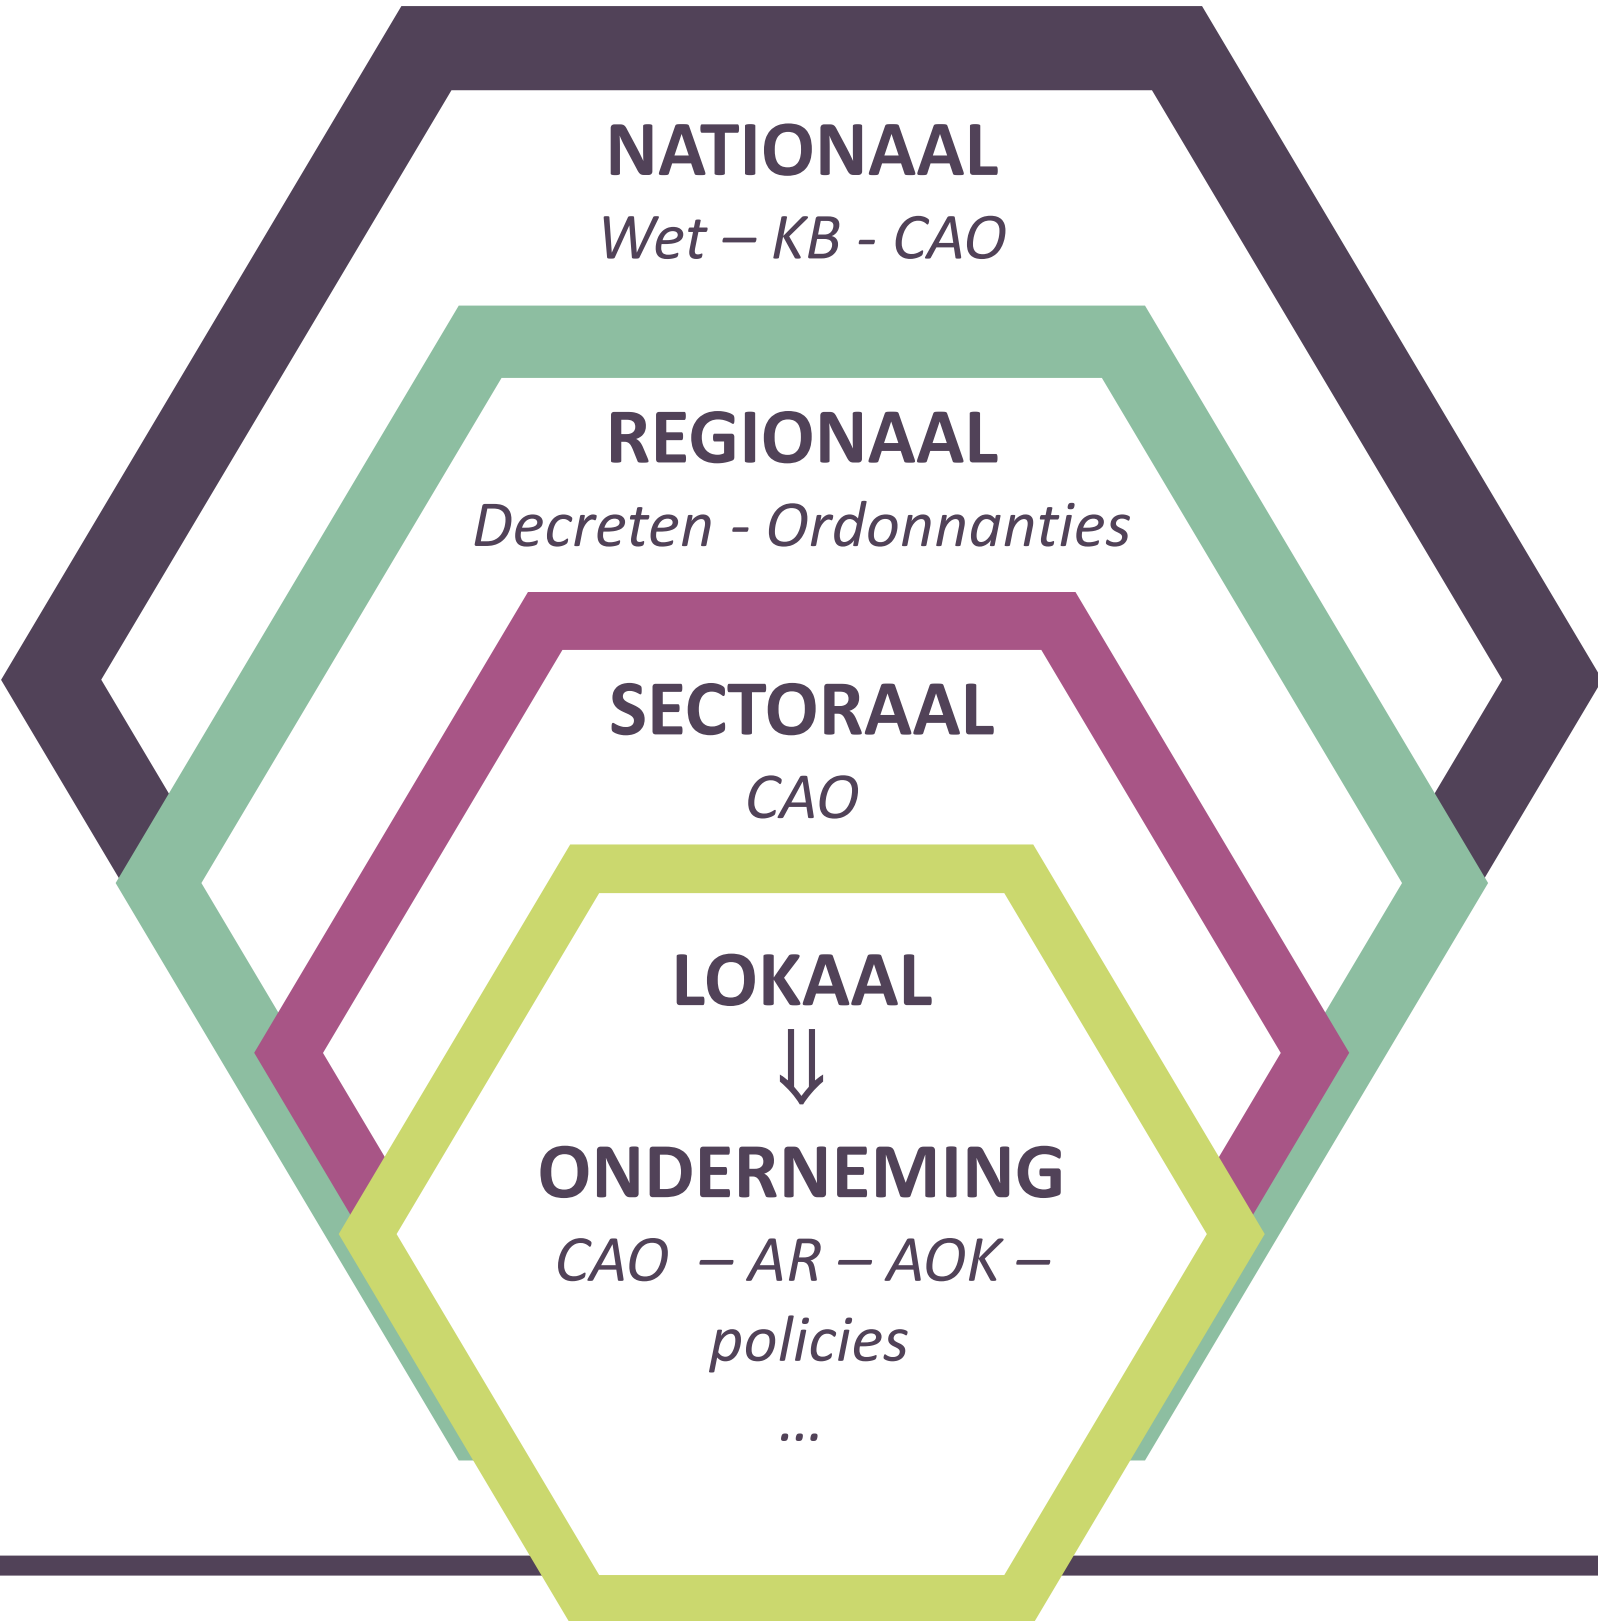 NATIONAAL
Wet – KB - CAO
REGIONAAL
Decreten - Ordonnanties
SECTORAAL
CAO
LOKAAL
⇓
ONDERNEMING
CAO – AR – AOK –
policies
...